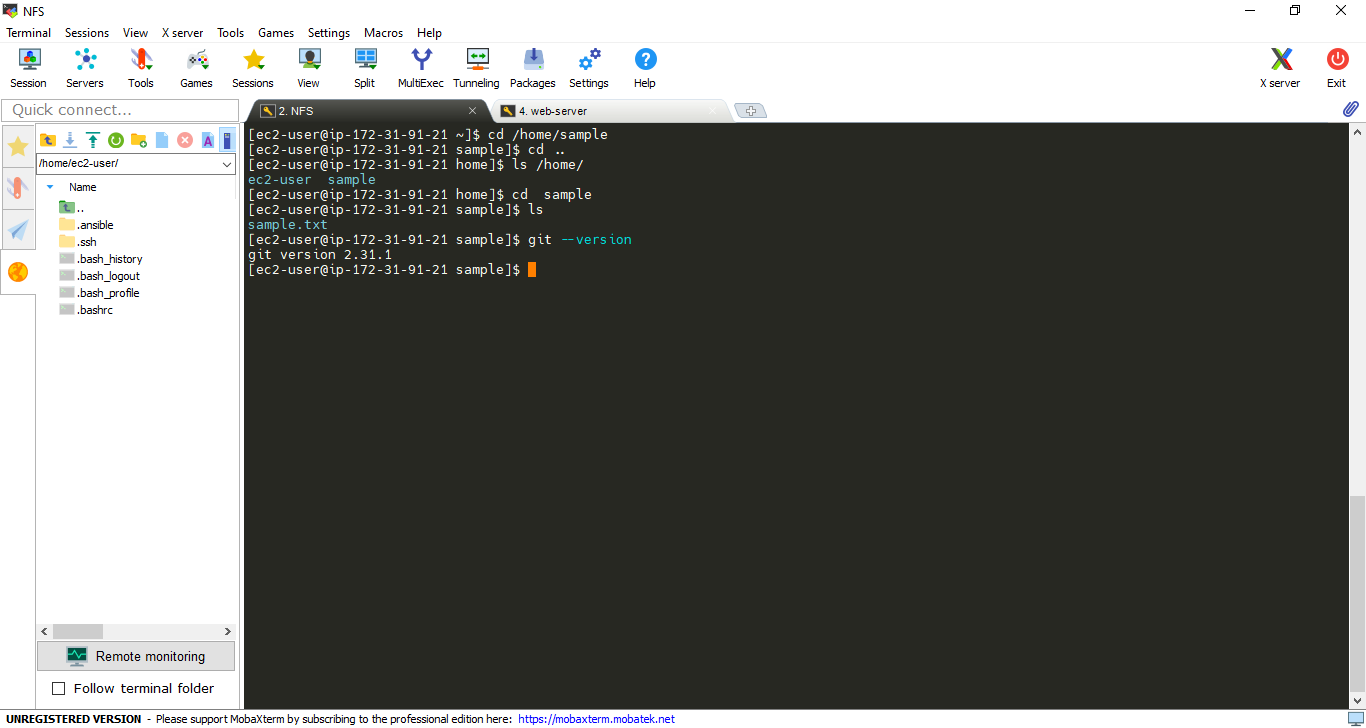 NFS
Terminal Sessions View X server Tools Games Settings Macros Help
Session Servers Tools Games Sessions View Split MultiExec Tunneling Packages Settings Help X server Exit
Quick connect...
2. NFS
4. web-server
/home/ec2-user/
Name
..
.ansible
.ssh
.bash_history
.bash_logout
.bash_profile
.bashrc
Remote monitoring
Follow terminal folder
[ec2-user@ip-172-31-91-21 ~]$ cd /home/sample
[ec2-user@ip-172-31-91-21 sample]$ cd ..
[ec2-user@ip-172-31-91-21 home]$ ls /home/
ec2-user  sample
[ec2-user@ip-172-31-91-21 home]$ cd  sample
[ec2-user@ip-172-31-91-21 sample]$ ls
sample.txt
[ec2-user@ip-172-31-91-21 sample]$ git --version
git version 2.31.1
[ec2-user@ip-172-31-91-21 sample]$
UNREGISTERED VERSION - Please support MobaXterm by subscribing to the professional edition here: https://mobaxterm.mobatek.net